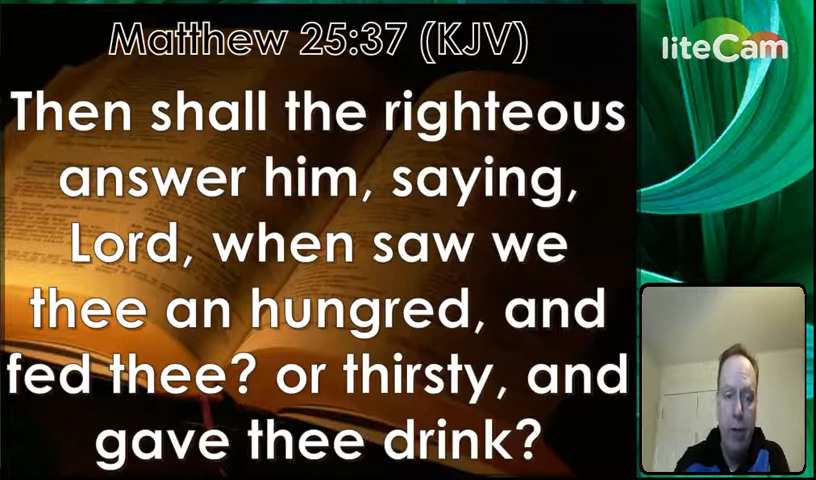 Matthew 25:37 (KJV)
liteCam
Then shall the righteous
answer him, saying,
Lord, when saw we
thee an hungred, and
fed thee? or thirsty, and
gave thee drink?